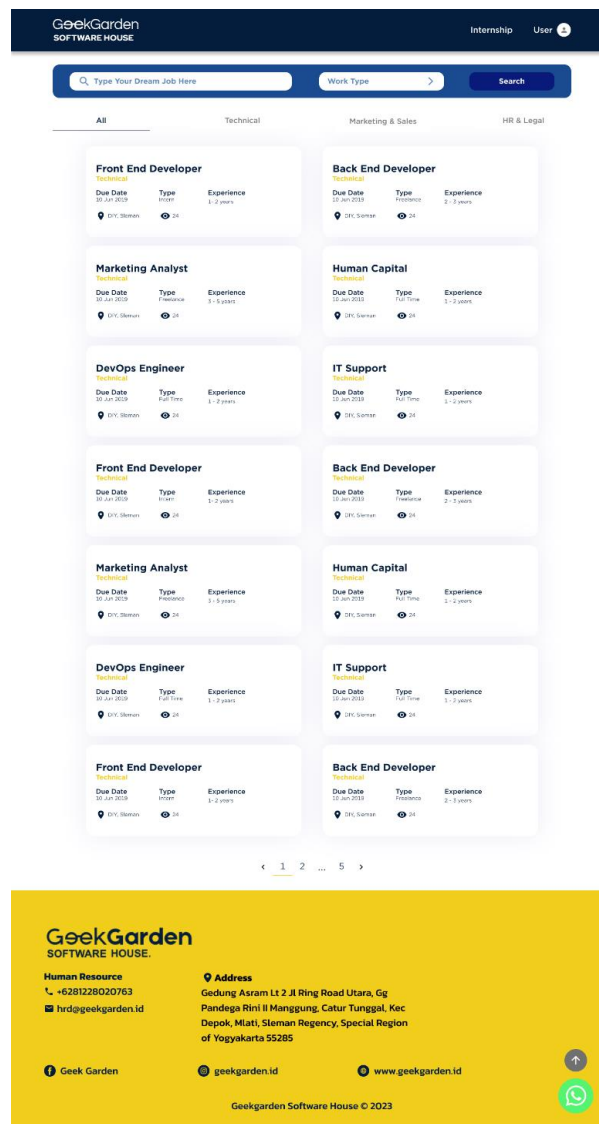 GeekGarden
SOFTWARE HOUSE
Internship User
Type Your Dream Job Here Work Type Search
All Technical Marketing & Sales HR & Legal
Front End Developer
Technical
Due Date Type Experience
10 Jun 2019 Intern 1- 2 years
DIY, Sleman 24
Back End Developer
Technical
Due Date Type Experience
10 Jun 2019 Freelance 2 - 3 years
DIY, Sleman 24
Marketing Analyst
Technical
Due Date Type Experience
10 Jun 2019 Freelance 3 - 5 years
DIY, Sleman 24
Human Capital
Technical
Due Date Type Experience
10 Jun 2019 Full Time 1 - 2 years
DIY, Sleman 24
DevOps Engineer
Technical
Due Date Type Experience
10 Jun 2019 Full Time 1 - 2 years
DIY, Sleman 24
IT Support
Technical
Due Date Type Experience
10 Jun 2019 Full Time 1 - 2 years
DIY, Sleman 24
Front End Developer
Technical
Due Date Type Experience
10 Jun 2019 Intern 1- 2 years
DIY, Sleman 24
Back End Developer
Technical
Due Date Type Experience
10 Jun 2019 Freelance 2 - 3 years
DIY, Sleman 24
Marketing Analyst
Technical
Due Date Type Experience
10 Jun 2019 Freelance 3 - 5 years
DIY, Sleman 24
Human Capital
Technical
Due Date Type Experience
10 Jun 2019 Full Time 1 - 2 years
DIY, Sleman 24
DevOps Engineer
Technical
Due Date Type Experience
10 Jun 2019 Full Time 1 - 2 years
DIY, Sleman 24
IT Support
Technical
Due Date Type Experience
10 Jun 2019 Full Time 1 - 2 years
DIY, Sleman 24
Front End Developer
Technical
Due Date Type Experience
10 Jun 2019 Intern 1- 2 years
DIY, Sleman 24
Back End Developer
Technical
Due Date Type Experience
10 Jun 2019 Freelance 2 - 3 years
DIY, Sleman 24
‹ 1 2 ... 5 ›
GeekGarden
SOFTWARE HOUSE.
Human Resource
+6281228020763
hrd@geekgarden.id
Address
Gedung Asram Lt 2 Jl Ring Road Utara, Gg
Pandega Rini II Manggung, Catur Tunggal, Kec
Depok, Mlati, Sleman Regency, Special Region
of Yogyakarta 55285
Geek Garden geekgarden.id www.geekgarden.id
Geekgarden Software House © 2023